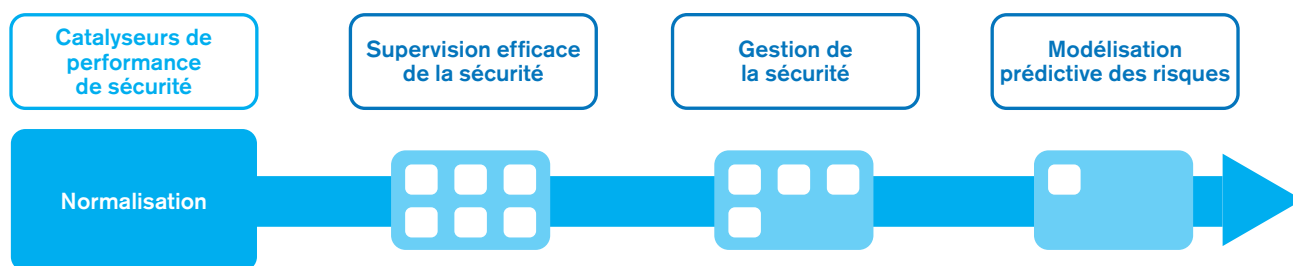 Catalyseurs de
performance
de sécurité
Supervision efficace
de la sécurité
Gestion de
la sécurité
Modélisation
prédictive des risques
Normalisation